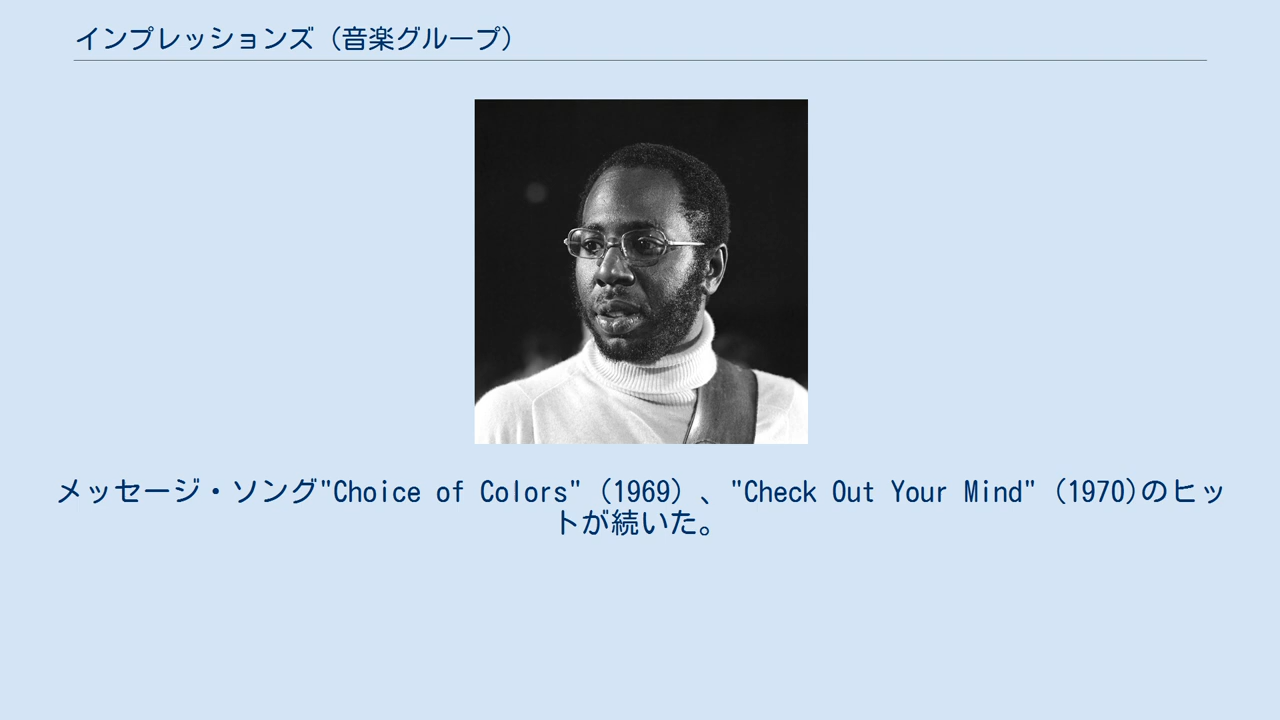 インプレッションズ（音楽グループ）
メッセージ・ソング"Choice of Colors"（1969）、"Check Out Your Mind"（1970)のヒッ
トが続いた。